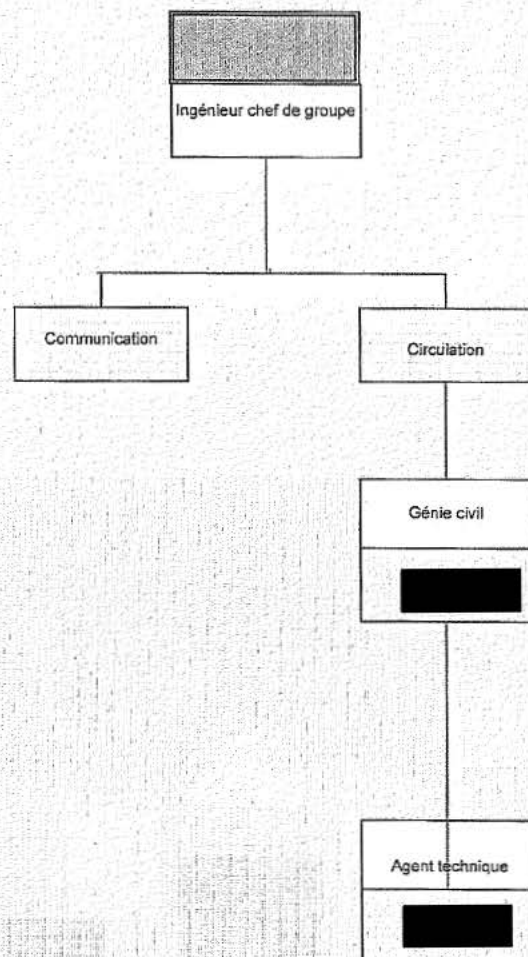 Ingénieur chef de groupe
Communication
Circulation
Génie civil
Agent technique